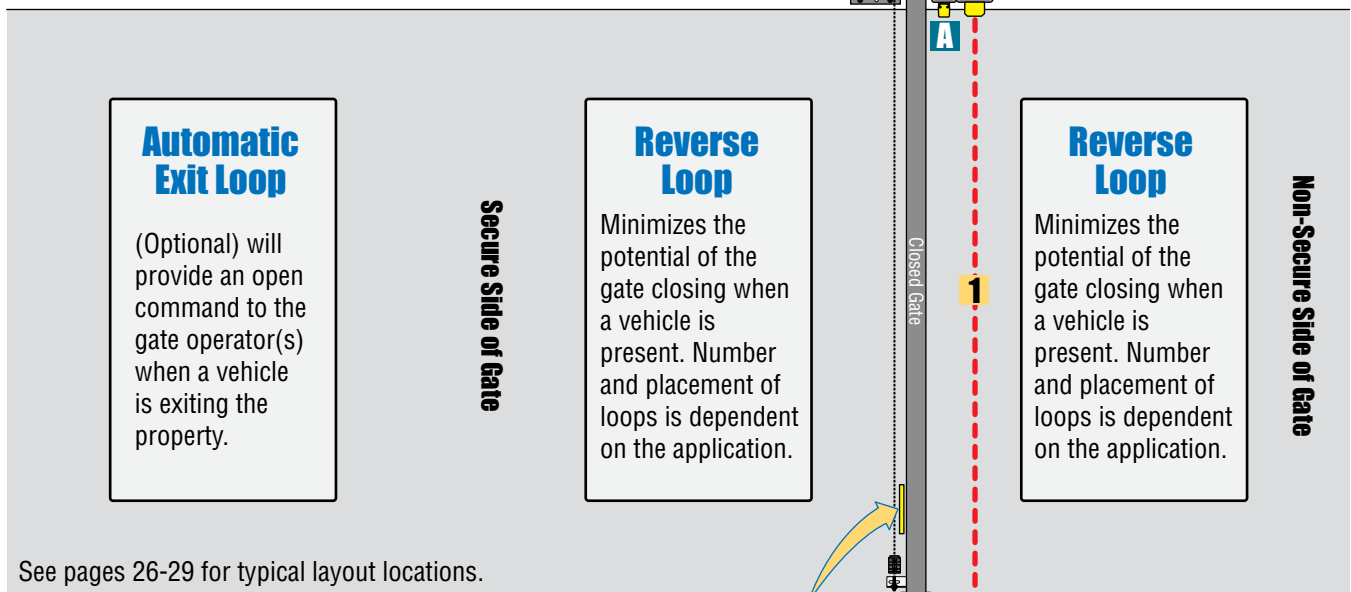 A
Automatic
Exit Loop
(Optional) will
provide an open
command to the
gate operator(s)
when a vehicle
is exiting the
property.
Secure Side of Gate
Reverse
Loop
Minimizes the
potential of the
gate closing when
a vehicle is
present. Number
and placement of
loops is dependent
on the application.
Closed Gate
1
Reverse
Loop
Minimizes the
potential of the
gate closing when
a vehicle is
present. Number
and placement of
loops is dependent
on the application.
Non-Secure Side of Gate
See pages 26-29 for typical layout locations.